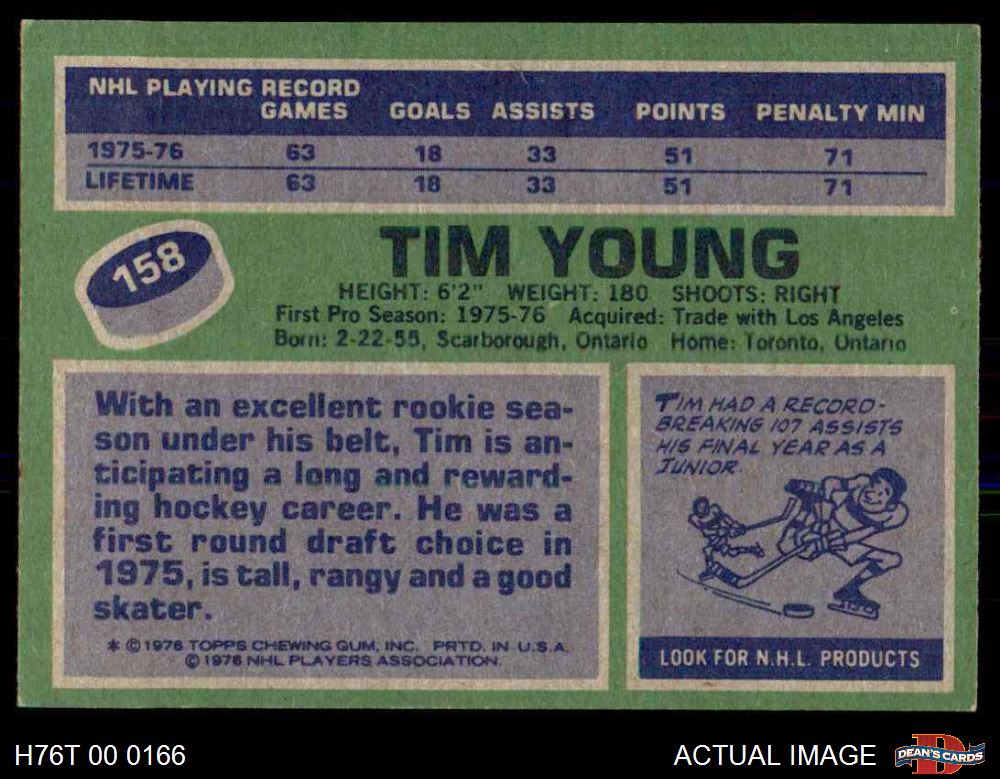 NHL PLAYING RECORD
GAMES GOALS ASSISTS POINTS PENALTY MIN
1975-76 63 18 33 51 71
LIFETIME 63 18 33 51 71
158
TIM YOUNG
HEIGHT: 6'2" WEIGHT: 180 SHOOTS: RIGHT
First Pro Season: 1975-76 Acquired: Trade with Los Angeles
Born: 2-22-55, Scarborough, Ontario Home: Toronto, Ontario
With an excellent rookie sea-
son under his belt, Tim is an-
ticipating a long and reward-
ing hockey career. He was a
first round draft choice in
1975, is tall, rangy and a good
skater.
* © 1976 TOPPS CHEWING GUM, INC. PRTD. IN U.S.A.
© 1976 NHL PLAYERS ASSOCIATION.
TIM HAD A RECORD-
BREAKING 107 ASSISTS
HIS FINAL YEAR AS A
JUNIOR.
LOOK FOR N.H.L. PRODUCTS
H76T 00 0166
ACTUAL IMAGE
DEAN'S CARDS